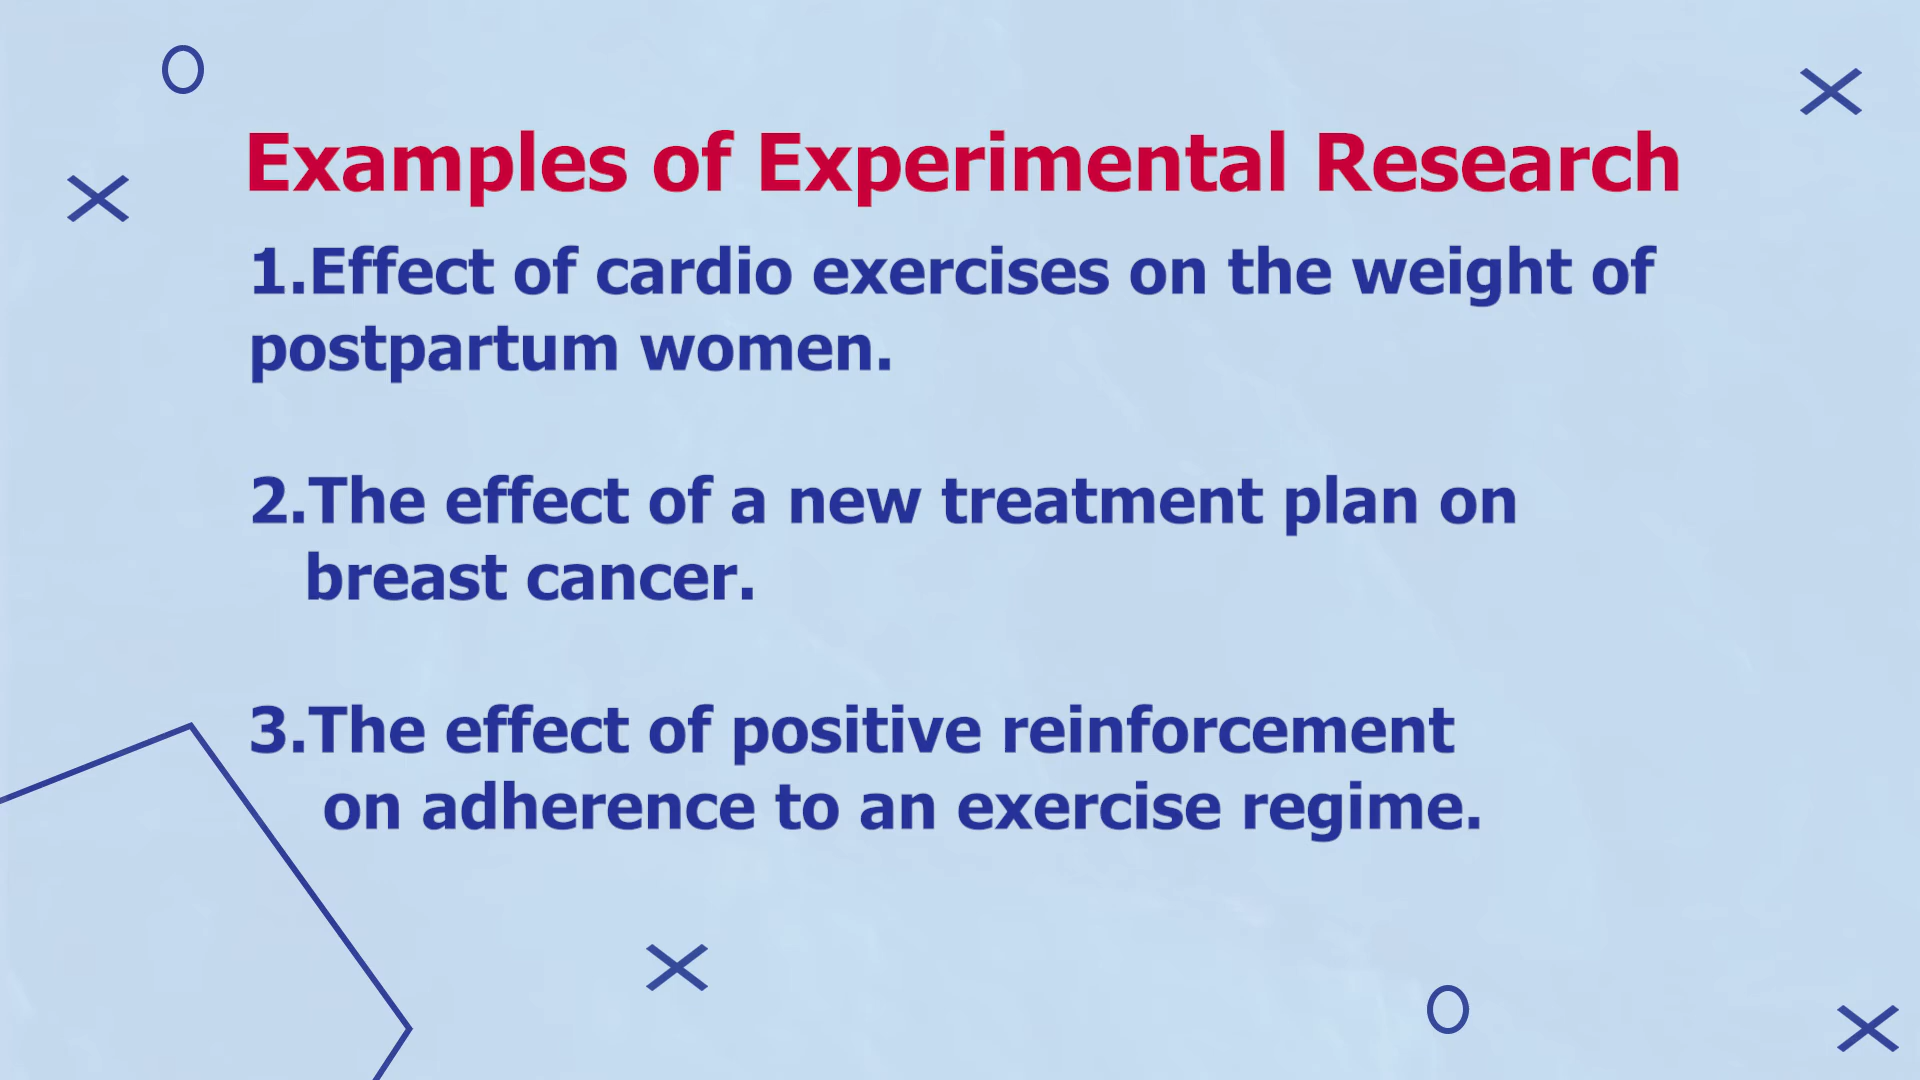 Examples of Experimental Research
1.Effect of cardio exercises on the weight of
postpartum women.
2.The effect of a new treatment plan on
breast cancer.
3.The effect of positive reinforcement
on adherence to an exercise regime.